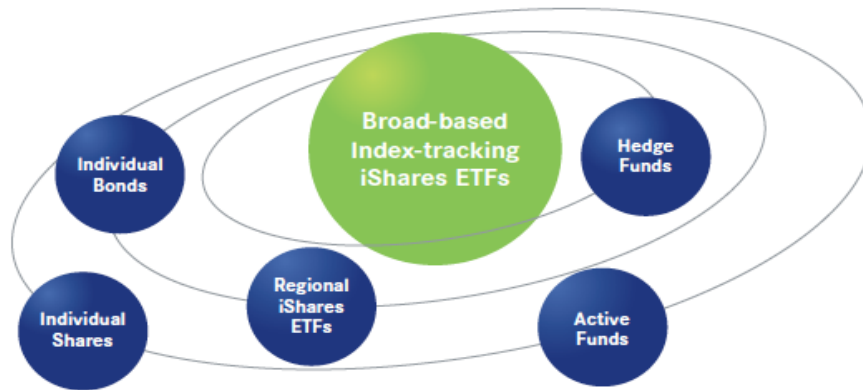 Broad-based
Index-tracking
iShares ETFs
Hedge
Funds
Individual
Bonds
Regional
iShares
ETFs
Individual
Shares
Active
Funds